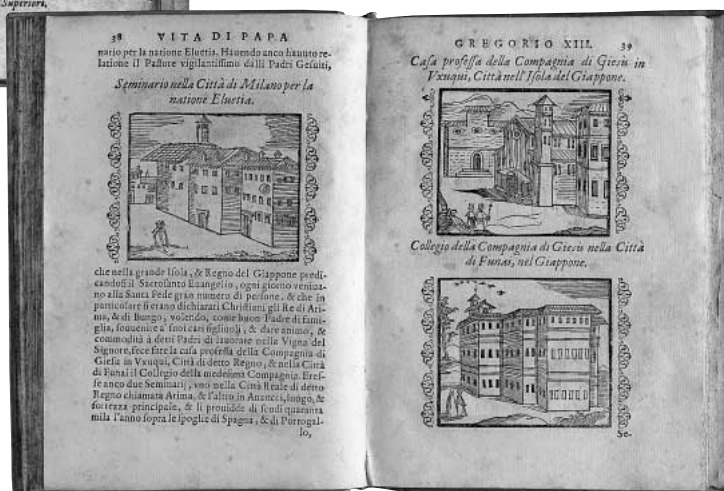 Superiori.
38 VITA DI PAPA
nario per la natione Eluetia. Hauendo anco hauuto re-
latione il Pastore vigilantissimo dalli Padri Gesuiti,
Seminario nella Città di Milano per la
natione Eluetia.
che nella grande Isola, & Regno del Giappone predi-
candosi il Sacrosanto Euangelio, ogni giorno veniua-
no alla Santa Fede gran numero di persone, & che in
particolare si erano dichiarati Christiani gli Re di Ari-
ma, & di Bungo, volendo, come buon Padre di fami-
glia, souuenire a suoi cari figliuoli, & dare animo, &
commodità à detti Padri di lauorare nella Vigna del
Signore, fece fare la casa professa della Compagnia di
Giesù in Vxuqui, Città di detto Regno, & nella Città
di Funai il Collegio della medesima Compagnia. Eres-
se anco due Seminarij, vno nella Città Reale di detto
Regno chiamata Arima, & l'altro in luogo, &
fortezza principale, & li prouidde di scudi quaranta
mila l'anno sopra le spoglie di Spagna, & di Portogal-
lo,
GREGORIO XIII. 39
Casa professa della Compagnia di Giesù in
Vxuqui, Città nell'Isola del Giappone.
Collegio della Compagnia di Giesù nella Città
di Funai, nel Giappone.
Se-